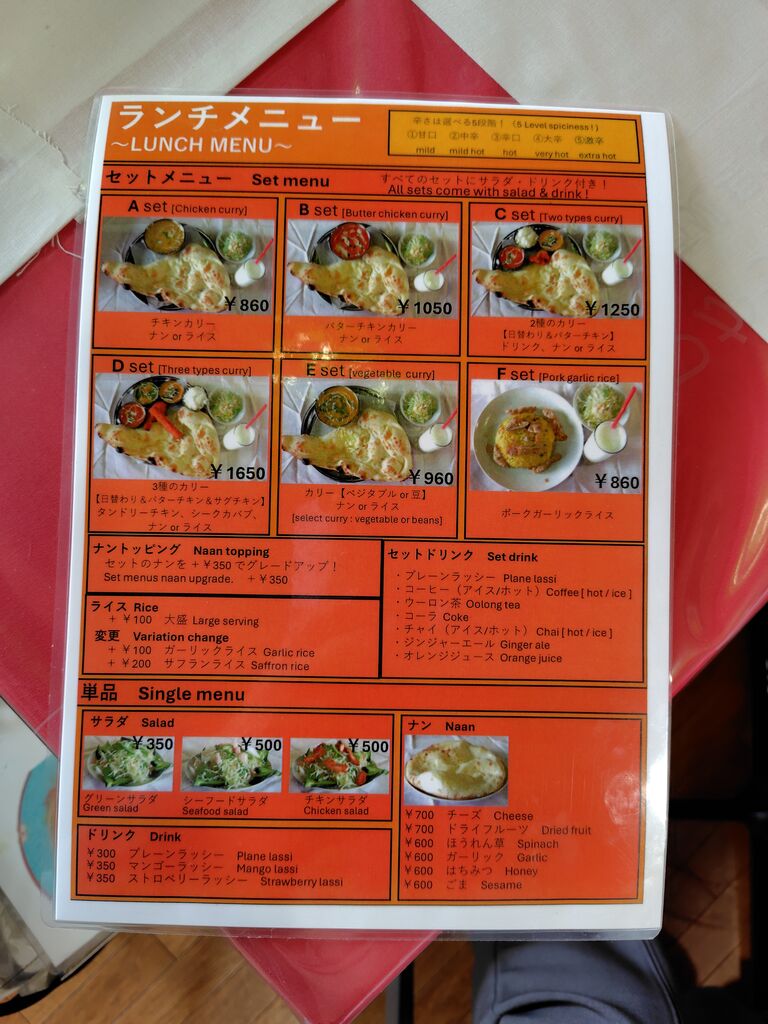 ランチメニュー
～LUNCH MENU～
辛さは選べる5段階！（5 Level spiciness!)
①甘口 ②中辛 ③辛口 ④大辛 ⑤激辛
mild mild hot hot very hot extra hot
セットメニュー Set menu
すべてのセットにサラダ・ドリンク付き！
All sets come with salad & drink !
A set [Chicken curry]
￥860
チキンカリー
ナン or ライス
B set [Butter chicken curry]
￥1050
バターチキンカリー
ナン or ライス
C set [Two types curry]
￥1250
2種のカリー
【日替わり＆バターチキン】
ドリンク、ナン or ライス
D set [Three types curry]
￥1650
3種のカリー
【日替わり＆バターチキン＆サグチキン】
タンドリーチキン、シークカバブ、
ナン or ライス
E set [vegetable curry]
￥960
カリー【ベジタブル or 豆】
ナン or ライス
[select curry : vegetable or beans]
F set [Pork garlic rice]
￥860
ポークガーリックライス
ナントッピング Naan topping
セットのナンを＋￥350でグレードアップ！
Set menus naan upgrade. ＋￥350
ライス Rice
＋￥100 大盛 Large serving
変更 Variation change
＋￥100 ガーリックライス Garlic rice
＋￥200 サフランライス Saffron rice
セットドリンク Set drink
・プレーンラッシー Plane lassi
・コーヒー（アイス/ホット） Coffee [ hot / ice ]
・ウーロン茶 Oolong tea
・コーラ Coke
・チャイ（アイス/ホット） Chai [ hot / ice ]
・ジンジャーエール Ginger ale
・オレンジジュース Orange juice
単品 Single menu
サラダ Salad
￥350
グリーンサラダ
Green salad
￥500
シーフードサラダ
Seafood salad
￥500
チキンサラダ
Chicken salad
ドリンク Drink
￥300 プレーンラッシー Plane lassi
￥350 マンゴーラッシー Mango lassi
￥350 ストロベリーラッシー Strawberry lassi
ナン Naan
￥700 チーズ Cheese
￥700 ドライフルーツ Dried fruit
￥600 ほうれん草 Spinach
￥600 ガーリック Garlic
￥600 はちみつ Honey
￥600 ごま Sesame